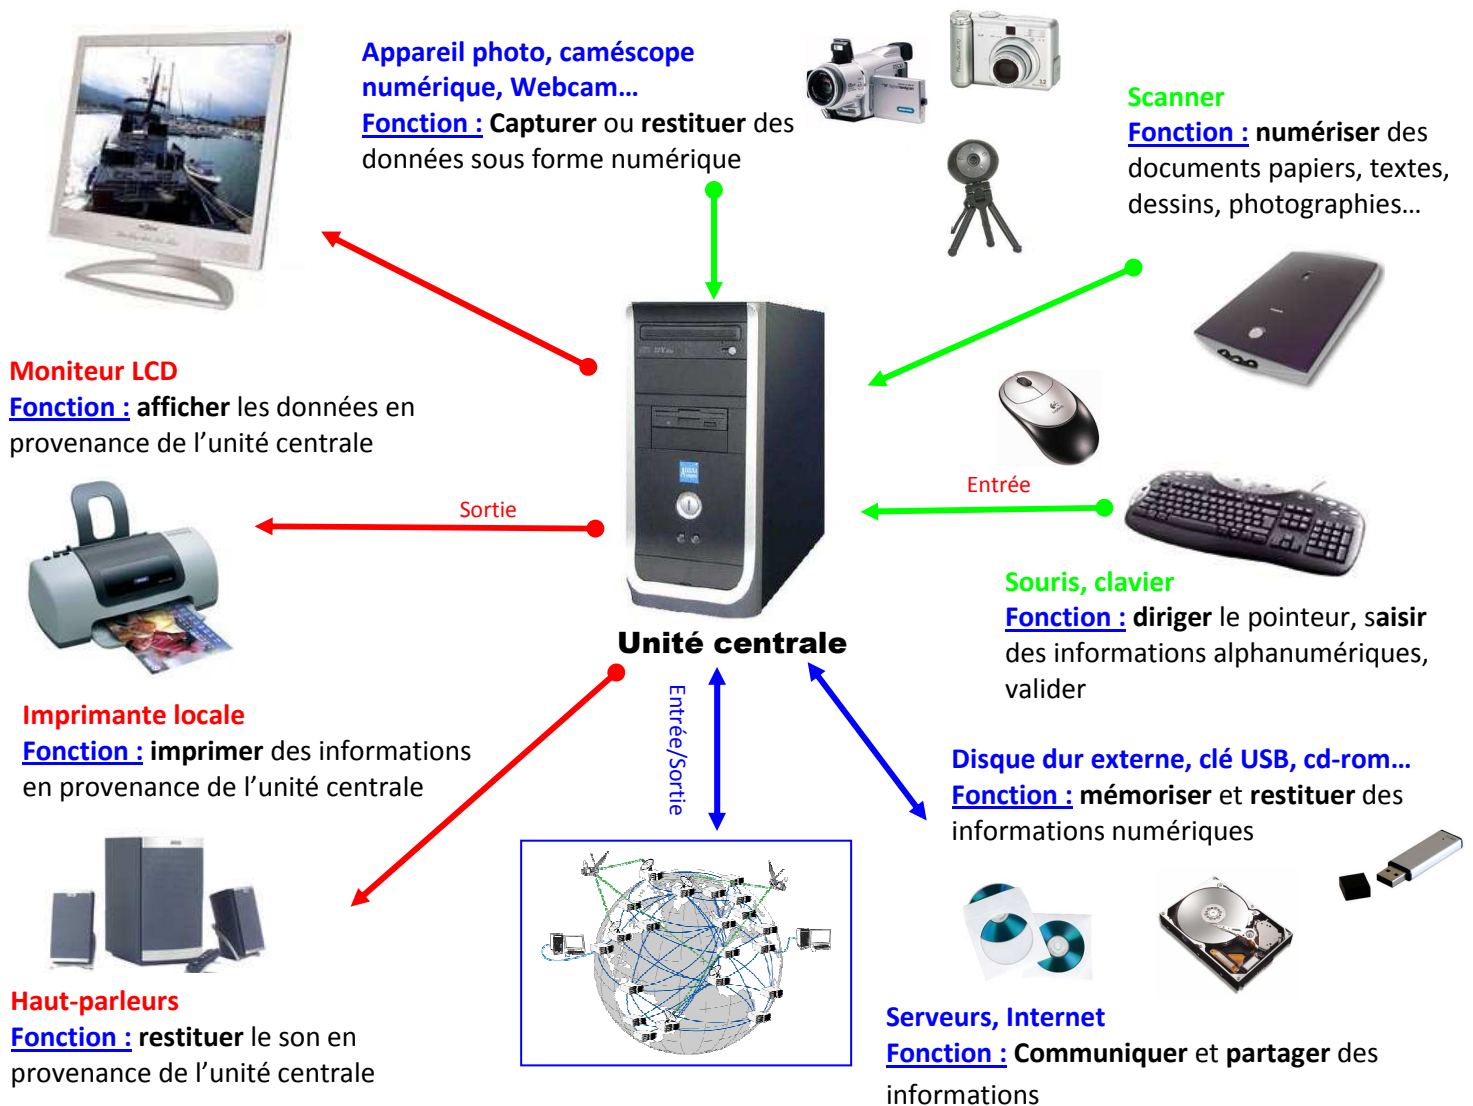 Appareil photo, caméscope
numérique, Webcam…
Fonction : Capturer ou restituer des
données sous forme numérique
Scanner
Fonction : numériser des
documents papiers, textes,
dessins, photographies…
Moniteur LCD
Fonction : afficher les données en
provenance de l’unité centrale
Sortie
Entrée
Souris, clavier
Fonction : diriger le pointeur, saisir
des informations alphanumériques,
valider
Unité centrale
Entrée/Sortie
Imprimante locale
Fonction : imprimer des informations
en provenance de l’unité centrale
Disque dur externe, clé USB, cd-rom…
Fonction : mémoriser et restituer des
informations numériques
Haut-parleurs
Fonction : restituer le son en
provenance de l’unité centrale
Serveurs, Internet
Fonction : Communiquer et partager des
informations